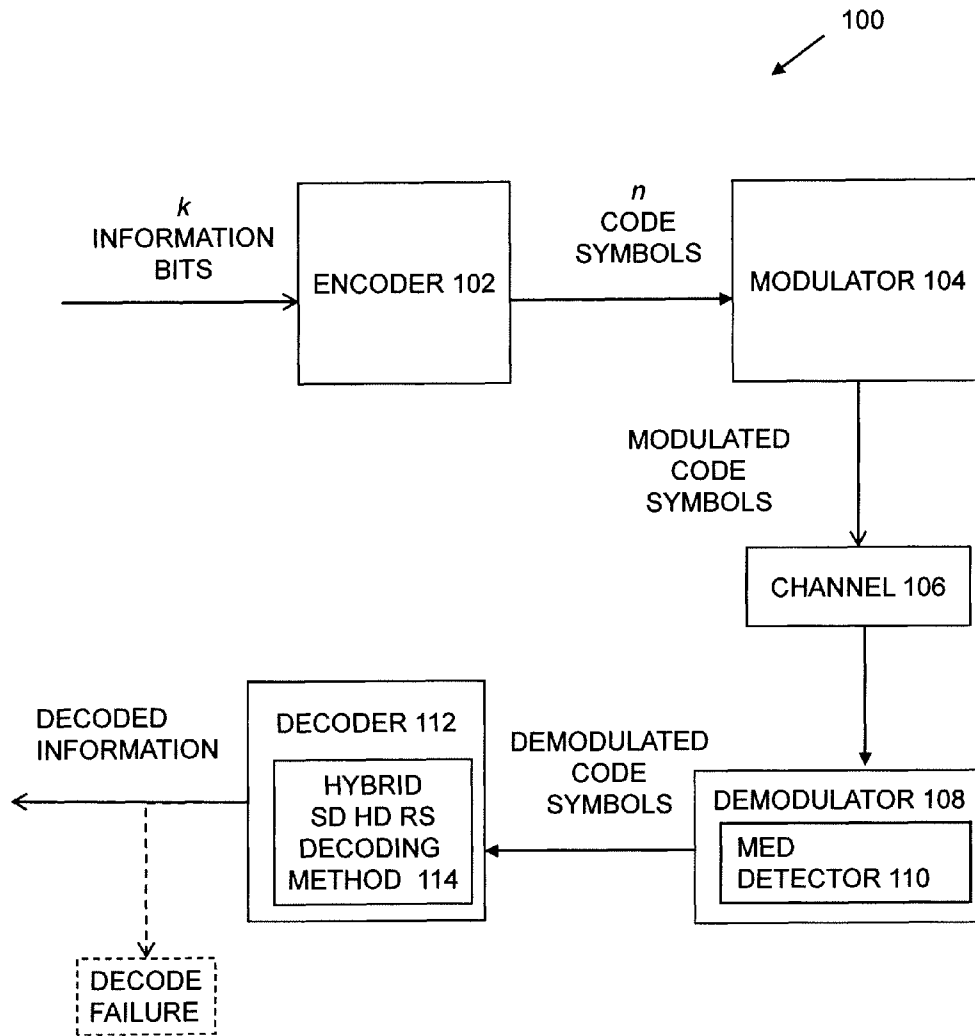 100
k
INFORMATION
BITS
ENCODER 102
n
CODE
SYMBOLS
MODULATOR 104
MODULATED
CODE
SYMBOLS
CHANNEL 106
DEMODULATOR 108
MED
DETECTOR 110
DEMODULATED
CODE
SYMBOLS
DECODER 112
HYBRID
SD HD RS
DECODING
METHOD 114
DECODED
INFORMATION
DECODE
FAILURE